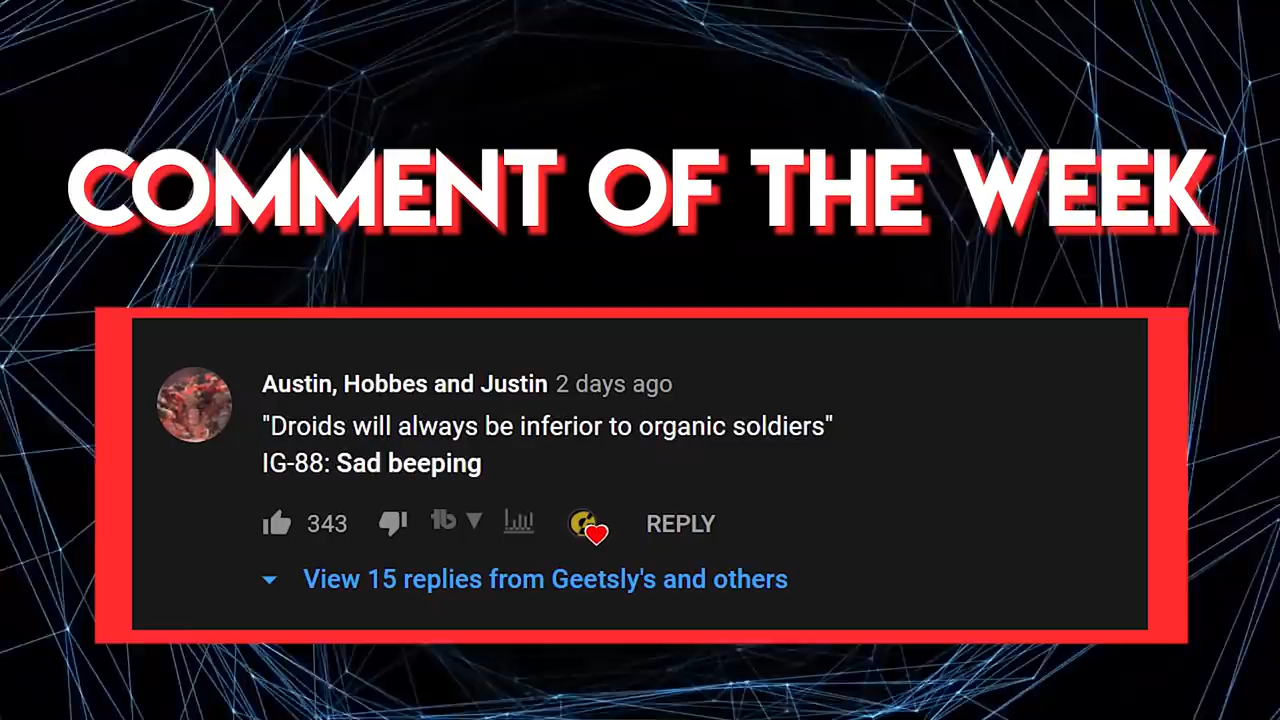 COMMENT OF THE WEEK
Austin, Hobbes and Justin 2 days ago
"Droids will always be inferior to organic soldiers"
IG-88: Sad beeping
343 tb REPLY
View 15 replies from Geetsly's and others